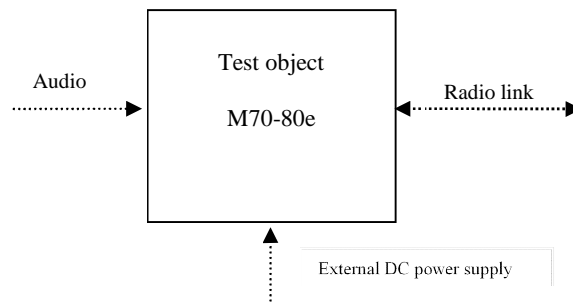 Test object
Audio
Radio link
M70-80e
External DC power supply